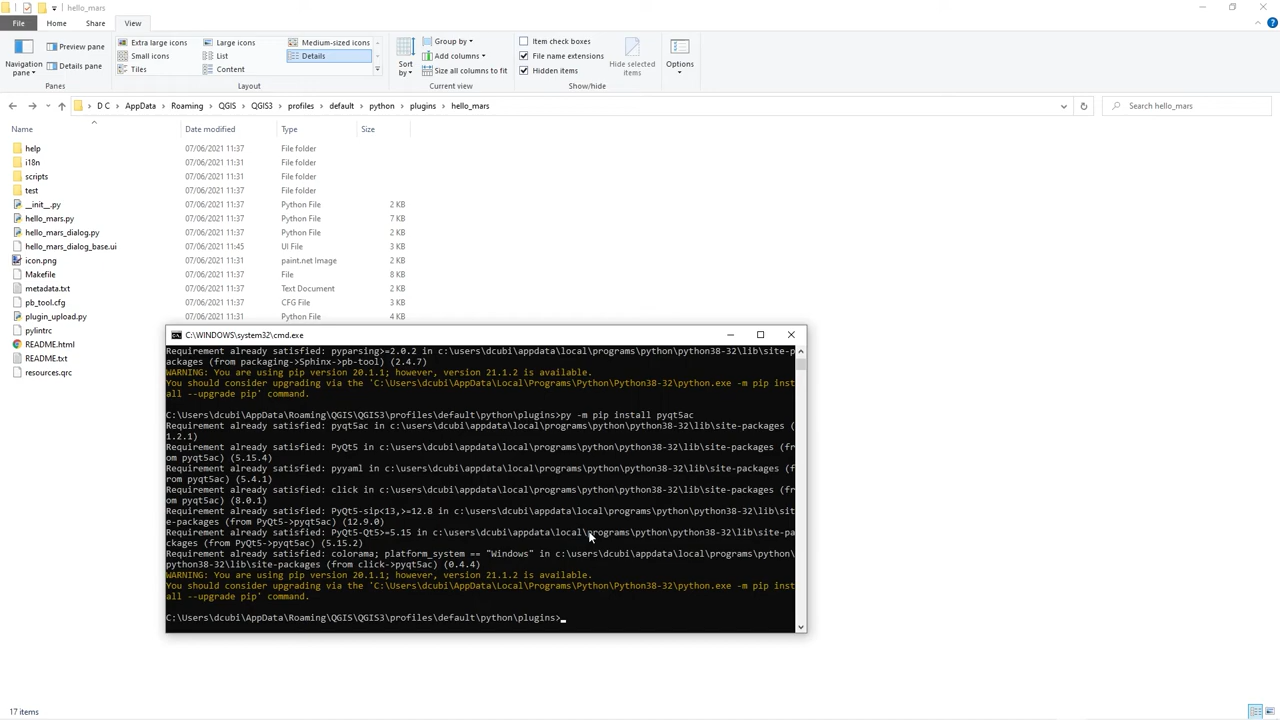 hello_mars
File Home Share View
Navigation pane
Preview pane
Details pane
Panes
Extra large icons Large icons Medium-sized icons
Small icons List Details
Tiles Content
Layout
Sort by
Group by
Add columns
Size all columns to fit
Current view
Item check boxes
File name extensions
Hidden items
Hide selected items
Show/hide
Options
D C AppData Roaming QGIS QGIS3 profiles default python plugins hello_mars
Search hello_mars
Name Date modified Type Size
help 07/06/2021 11:37 File folder
i18n 07/06/2021 11:31 File folder
scripts 07/06/2021 11:31 File folder
test 07/06/2021 11:37 File folder
__init__.py 07/06/2021 11:37 Python File 2 KB
hello_mars.py 07/06/2021 11:37 Python File 7 KB
hello_mars_dialog.py 07/06/2021 11:37 Python File 2 KB
hello_mars_dialog_base.ui 07/06/2021 11:45 UI File 3 KB
icon.png 07/06/2021 11:31 paint.net Image 2 KB
Makefile 07/06/2021 11:37 File 8 KB
metadata.txt 07/06/2021 11:37 Text Document 2 KB
pb_tool.cfg 07/06/2021 11:37 CFG File 3 KB
plugin_upload.py 07/06/2021 11:37 Python File 4 KB
pylintrc
README.html
README.txt
resources.qrc
C:\WINDOWS\system32\cmd.exe
Requirement already satisfied: pyparsing>=2.0.2 in c:\users\dcubi\appdata\local\programs\python\python38-32\lib\site-p
ackages (from packaging->Sphinx->pb-tool) (2.4.7)
WARNING: You are using pip version 20.1.1; however, version 21.1.2 is available.
You should consider upgrading via the 'C:\Users\dcubi\AppData\Local\Programs\Python\Python38-32\python.exe -m pip inst
all --upgrade pip' command.
C:\Users\dcubi\AppData\Roaming\QGIS\QGIS3\profiles\default\python\plugins>py -m pip install pyqt5ac
Requirement already satisfied: pyqt5ac in c:\users\dcubi\appdata\local\programs\python\python38-32\lib\site-packages (
1.2.1)
Requirement already satisfied: PyQt5 in c:\users\dcubi\appdata\local\programs\python\python38-32\lib\site-packages (fr
om pyqt5ac) (5.15.4)
Requirement already satisfied: pyyaml in c:\users\dcubi\appdata\local\programs\python\python38-32\lib\site-packages (f
rom pyqt5ac) (5.4.1)
Requirement already satisfied: click in c:\users\dcubi\appdata\local\programs\python\python38-32\lib\site-packages (fr
om pyqt5ac) (8.0.1)
Requirement already satisfied: PyQt5-sip<13,>=12.8 in c:\users\dcubi\appdata\local\programs\python\python38-32\lib\sit
e-packages (from PyQt5->pyqt5ac) (12.9.0)
Requirement already satisfied: PyQt5-Qt5>=5.15 in c:\users\dcubi\appdata\local\programs\python\python38-32\lib\site-pa
ckages (from PyQt5->pyqt5ac) (5.15.2)
Requirement already satisfied: colorama; platform_system == "Windows" in c:\users\dcubi\appdata\local\programs\python\
python38-32\lib\site-packages (from click->pyqt5ac) (0.4.4)
WARNING: You are using pip version 20.1.1; however, version 21.1.2 is available.
You should consider upgrading via the 'C:\Users\dcubi\AppData\Local\Programs\Python\Python38-32\python.exe -m pip inst
all --upgrade pip' command.
C:\Users\dcubi\AppData\Roaming\QGIS\QGIS3\profiles\default\python\plugins>
17 items